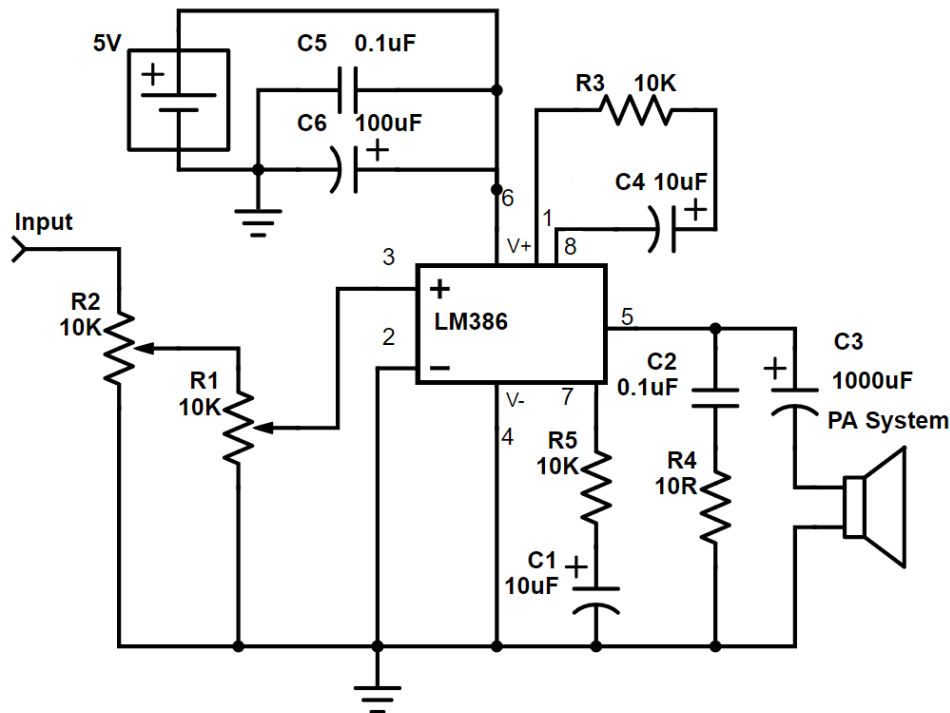 5V
C5 0.1uF
C6 100uF
R3 10K
C4 10uF
6
1
8
Input
3
V+
R2
10K
2
LM386
5
R1
10K
C2
0.1uF
C3
1000uF
V-
7
PA System
4
R5
10K
R4
10R
C1
10uF